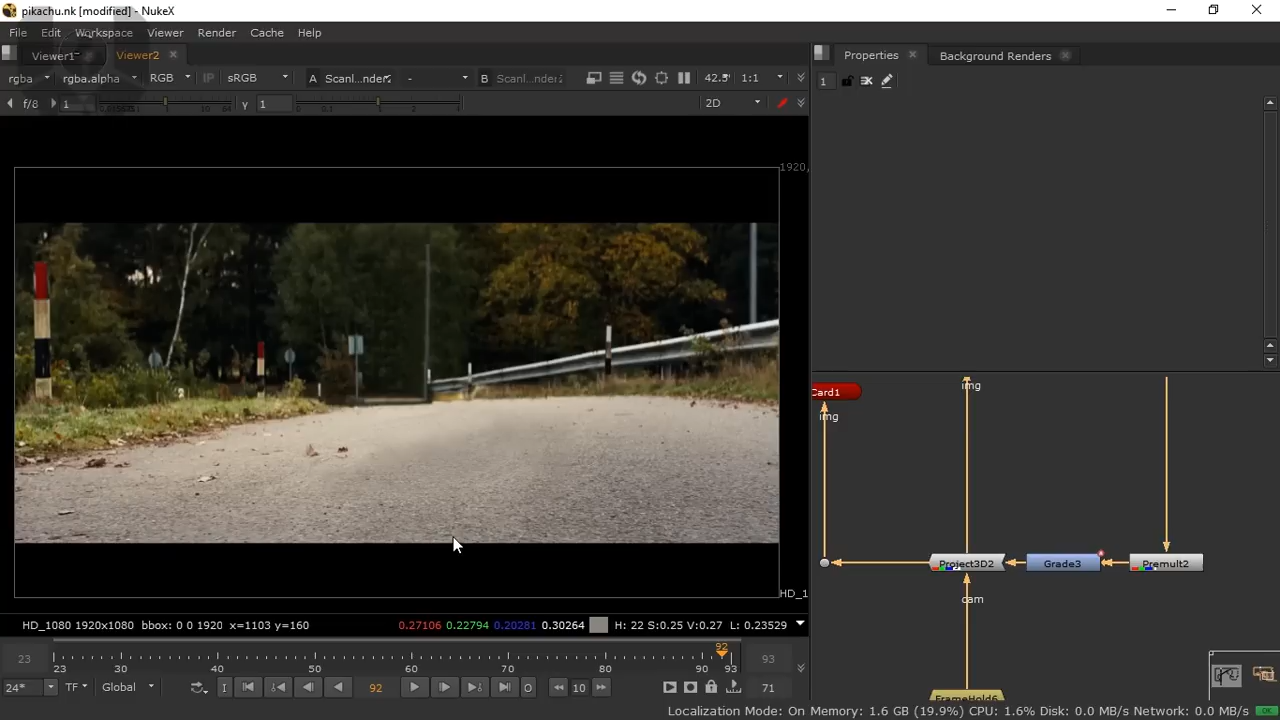 pikachu.nk [modified] - NukeX
File Edit Workspace Viewer Render Cache Help
Viewer1 Viewer2
Properties Background Renders
rgba rgba.alpha RGB IP sRGB A Scanl...nder - B Scanl...nder 42.5 1:1
1
f/8 1 γ 1 2D
1920,
HD_1
HD_1080 1920x1080 bbox: 0 0 1920 x=1103 y=160 0.27106 0.22794 0.20281 0.30264 H: 22 S:0.25 V:0.27 L: 0.23529
23 23 30 40 50 60 70 80 90 92 93 93
24* TF Global I 92 O 10 71
Card1
img
img
Project3D2 Grade3 Premult2
cam
FrameHold6
Localization Mode: On Memory: 1.6 GB (19.9%) CPU: 1.6% Disk: 0.0 MB/s Network: 0.0 MB/s OK